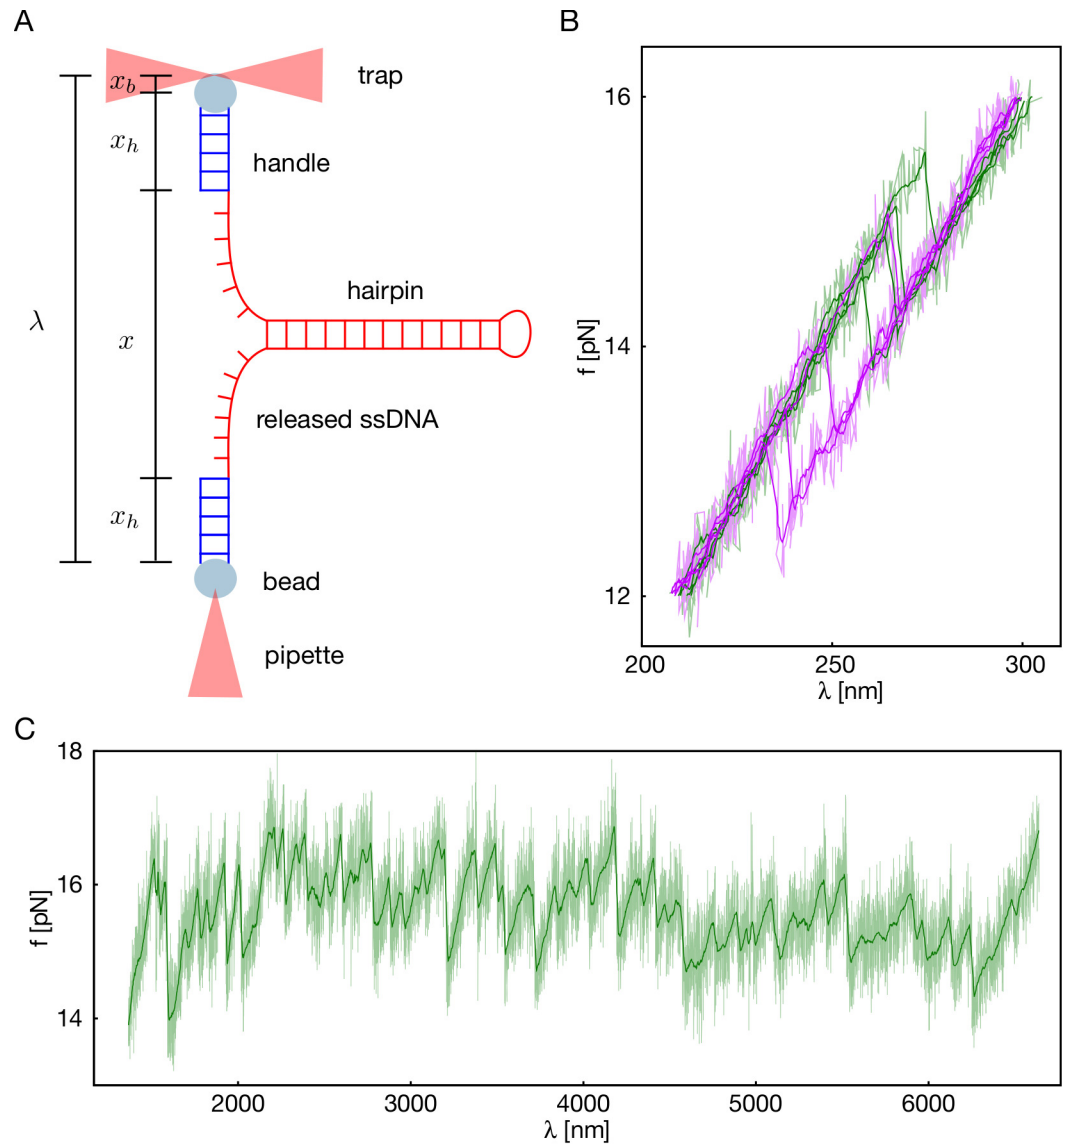 A
x_b
trap
x_h
handle
hairpin
λ
x
released ssDNA
x_h
bead
pipette
B
16
14
12
f [pN]
200
250
300
λ [nm]
C
18
16
14
f [pN]
2000
3000
4000
5000
6000
λ [nm]